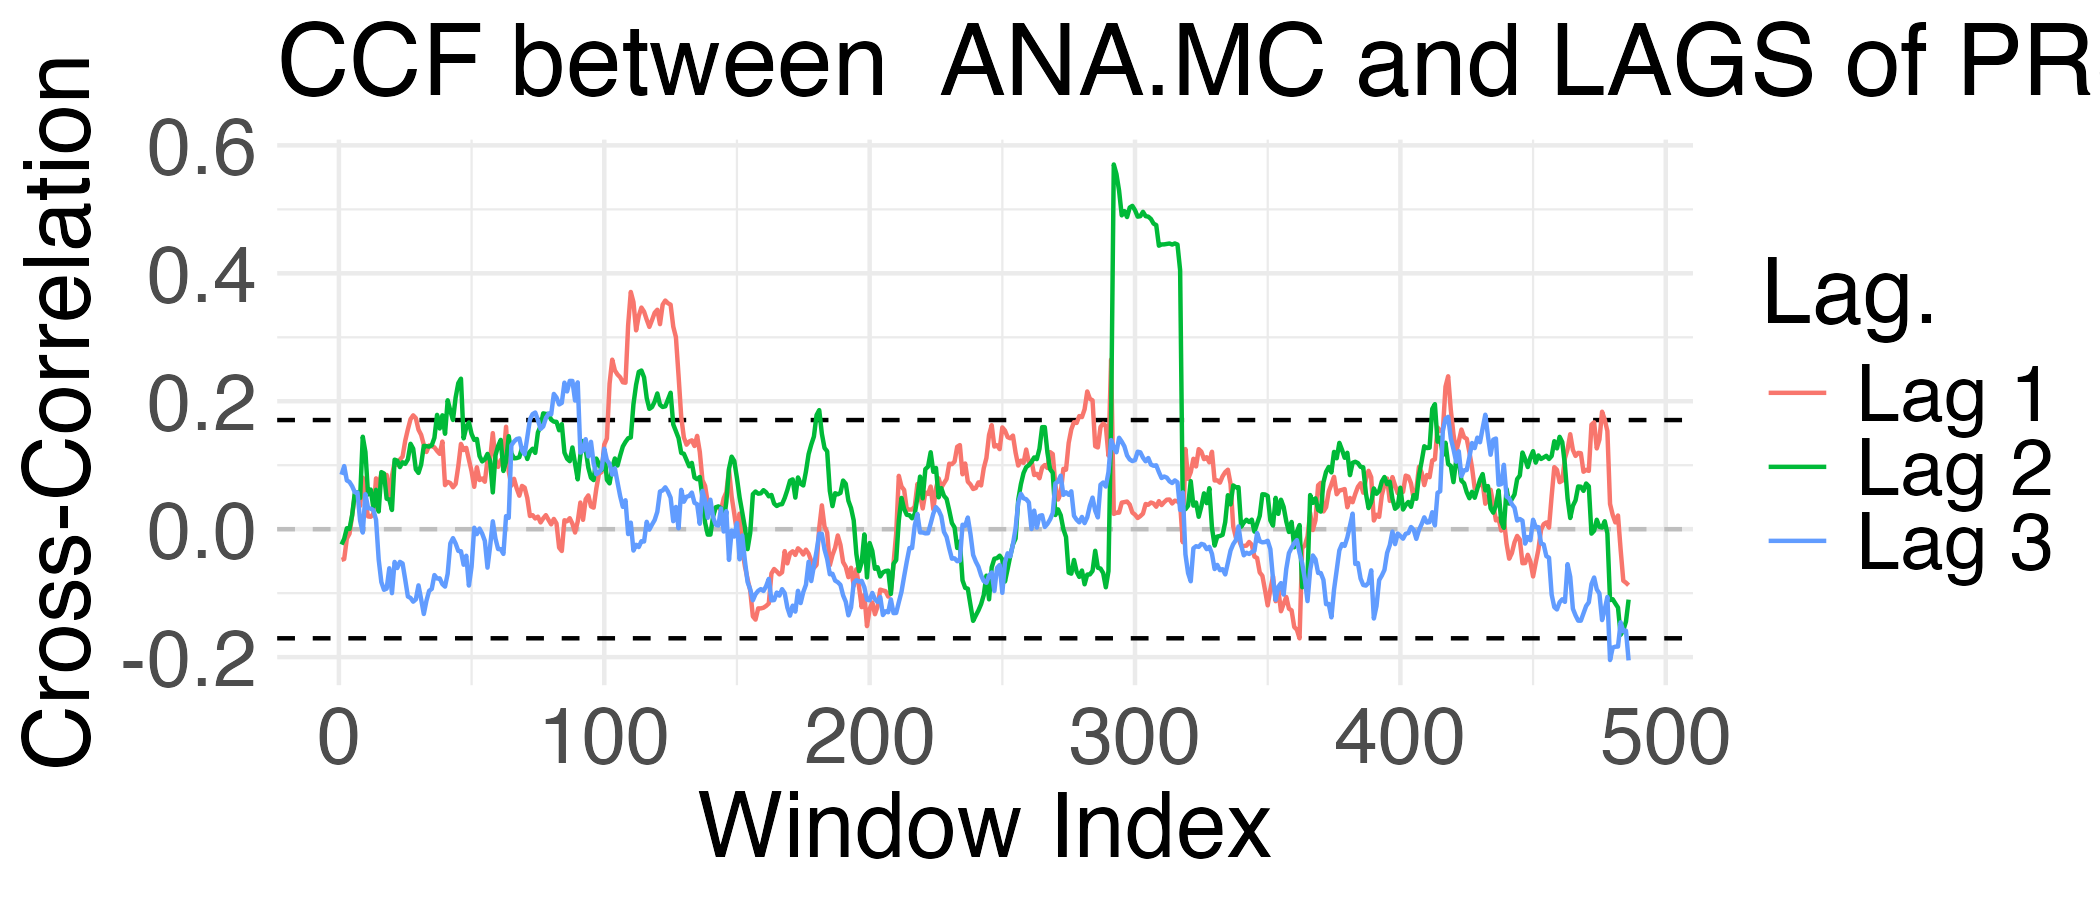 CCF between  ANA.MC and LAGS of PR
Cross-Correlation
0.6
0.4
0.2
0.0
-0.2
0 100 200 300 400 500
Window Index
Lag.
Lag 1
Lag 2
Lag 3